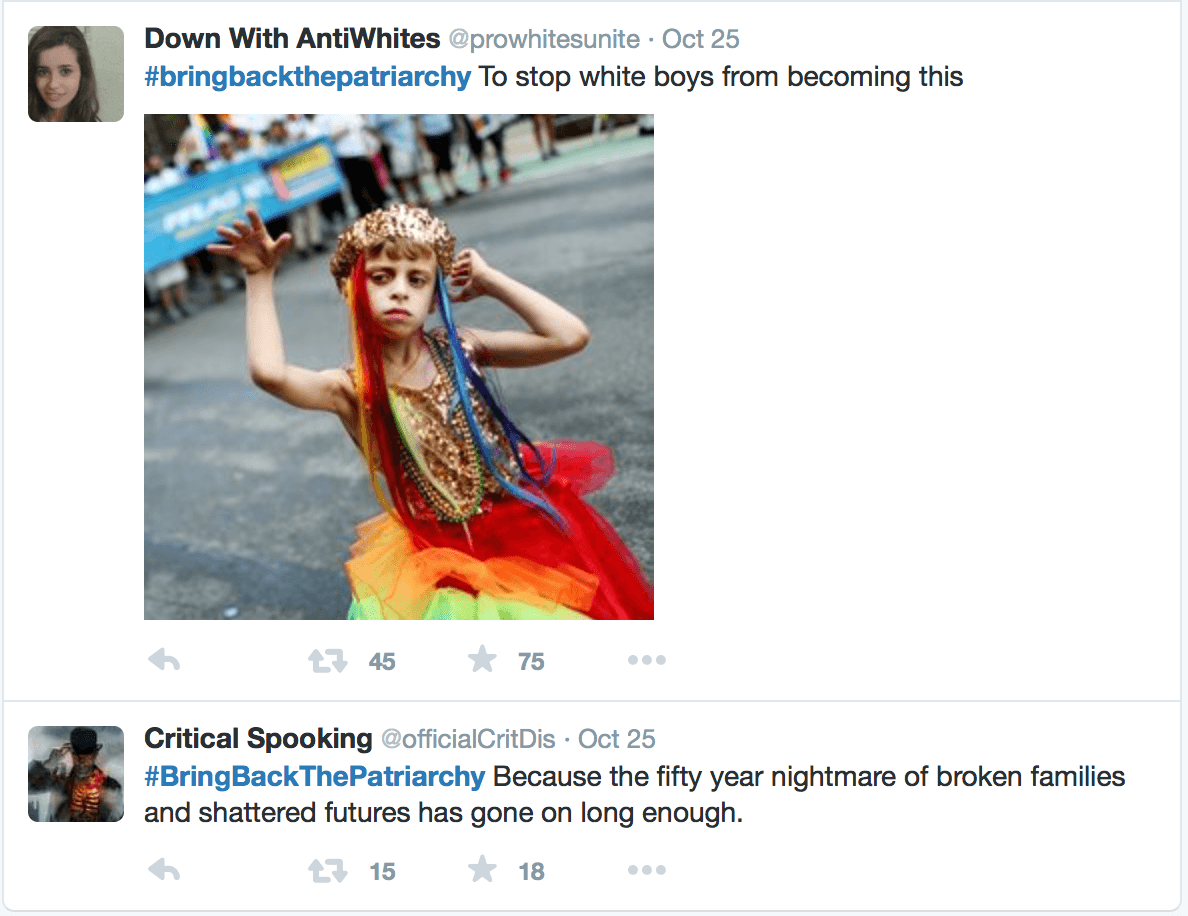 Down With AntiWhites @prowhitesunite · Oct 25
#bringbackthepatriarchy To stop white boys from becoming this
PFLAG
45 75
Critical Spooking @officialCritDis · Oct 25
#BringBackThePatriarchy Because the fifty year nightmare of broken families
and shattered futures has gone on long enough.
15 18